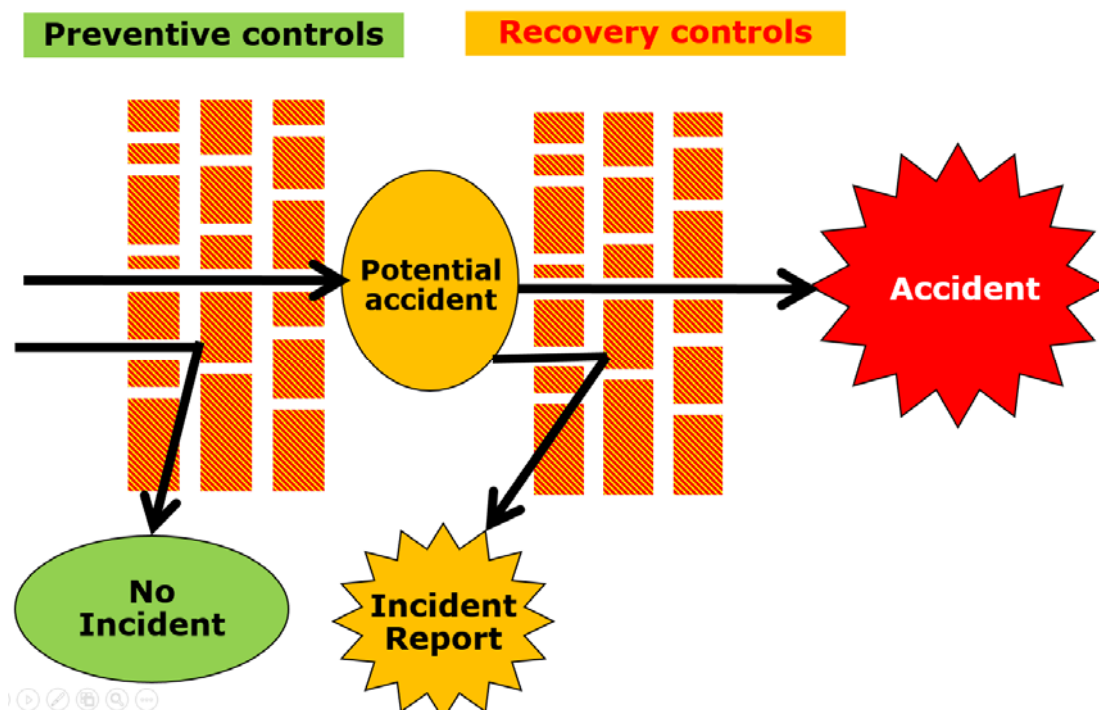 Preventive controls
Recovery controls
Potential
accident
Accident
No
Incident
Incident
Report